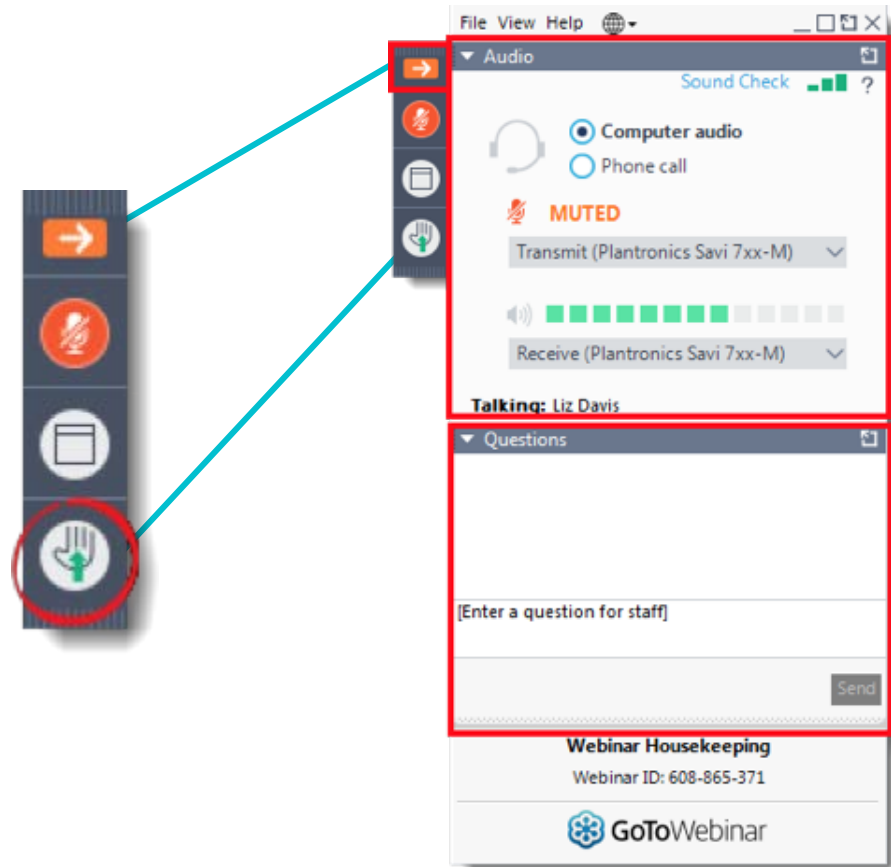 File View Help
Audio
Sound Check ?
Computer audio
Phone call
MUTED
Transmit (Plantronics Savi 7xx-M)
Receive (Plantronics Savi 7xx-M)
Talking: Liz Davis
Questions
[Enter a question for staff]
Send
Webinar Housekeeping
Webinar ID: 608-865-371
GoToWebinar